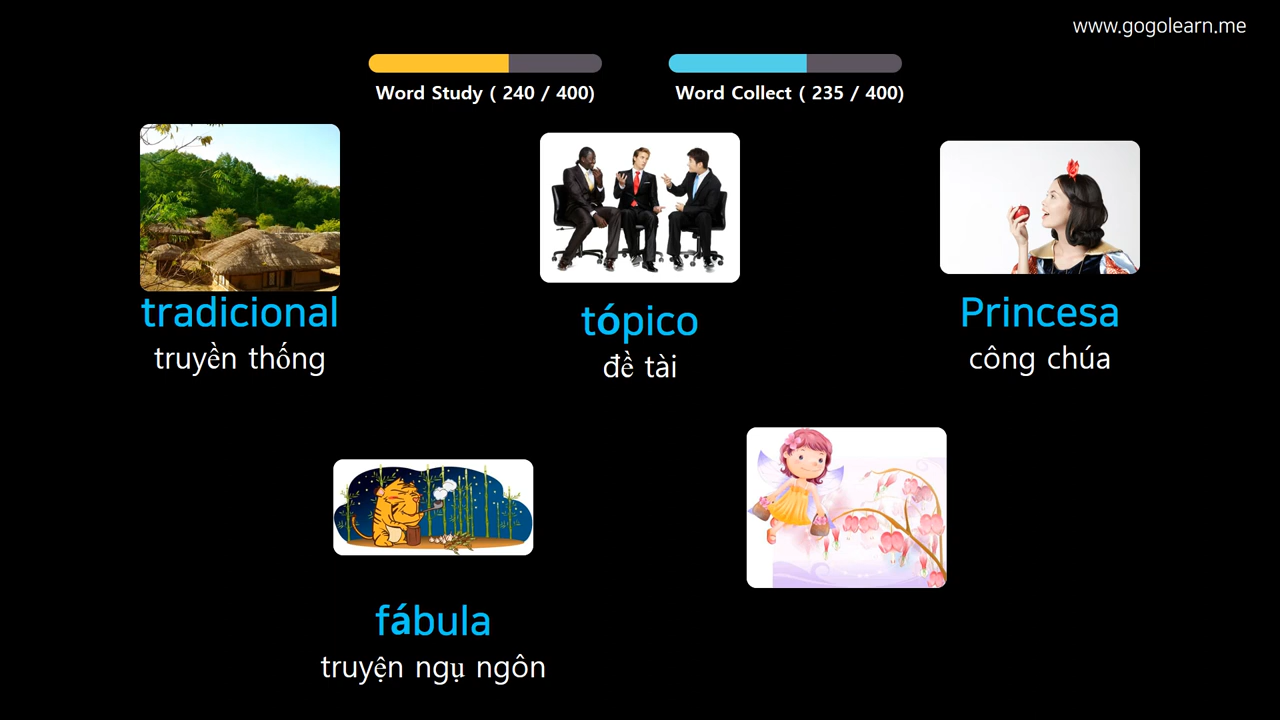 www.gogolearn.me
Word Study ( 240 / 400)
Word Collect ( 235 / 400)
tradicional
truyền thống
tópico
đề tài
Princesa
công chúa
fábula
truyện ngụ ngôn